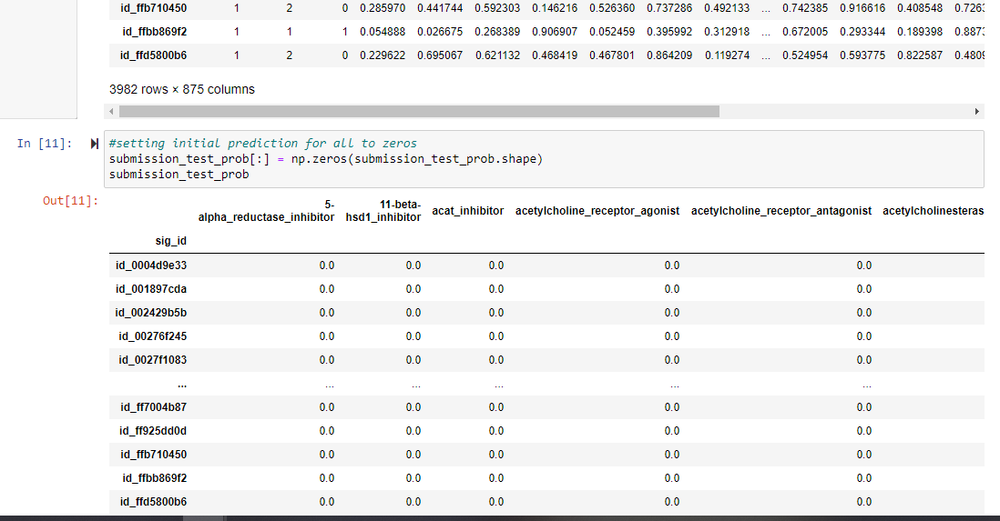 id_ffb710450 1 2 0 0.285970 0.441744 0.592303 0.146216 0.526360 0.737286 0.492133 ... 0.742385 0.916616 0.408548 0.7263
id_ffbb869f2 1 1 1 0.054888 0.026675 0.268389 0.906907 0.052459 0.395992 0.312918 ... 0.672005 0.293344 0.189398 0.8873
id_ffd5800b6 1 2 0 0.229622 0.695067 0.621132 0.468419 0.467801 0.864209 0.119274 ... 0.524954 0.593775 0.822587 0.4809
3982 rows × 875 columns
In [11]:
#setting initial prediction for all to zeros
submission_test_prob[:] = np.zeros(submission_test_prob.shape)
submission_test_prob
Out[11]:
5- 11-beta-
alpha_reductase_inhibitor hsd1_inhibitor acat_inhibitor acetylcholine_receptor_agonist acetylcholine_receptor_antagonist acetylcholinesteras
sig_id
id_0004d9e33 0.0 0.0 0.0 0.0 0.0
id_001897cda 0.0 0.0 0.0 0.0 0.0
id_002429b5b 0.0 0.0 0.0 0.0 0.0
id_00276f245 0.0 0.0 0.0 0.0 0.0
id_0027f1083 0.0 0.0 0.0 0.0 0.0
... ... ... ... ... ...
id_ff7004b87 0.0 0.0 0.0 0.0 0.0
id_ff925dd0d 0.0 0.0 0.0 0.0 0.0
id_ffb710450 0.0 0.0 0.0 0.0 0.0
id_ffbb869f2 0.0 0.0 0.0 0.0 0.0
id_ffd5800b6 0.0 0.0 0.0 0.0 0.0